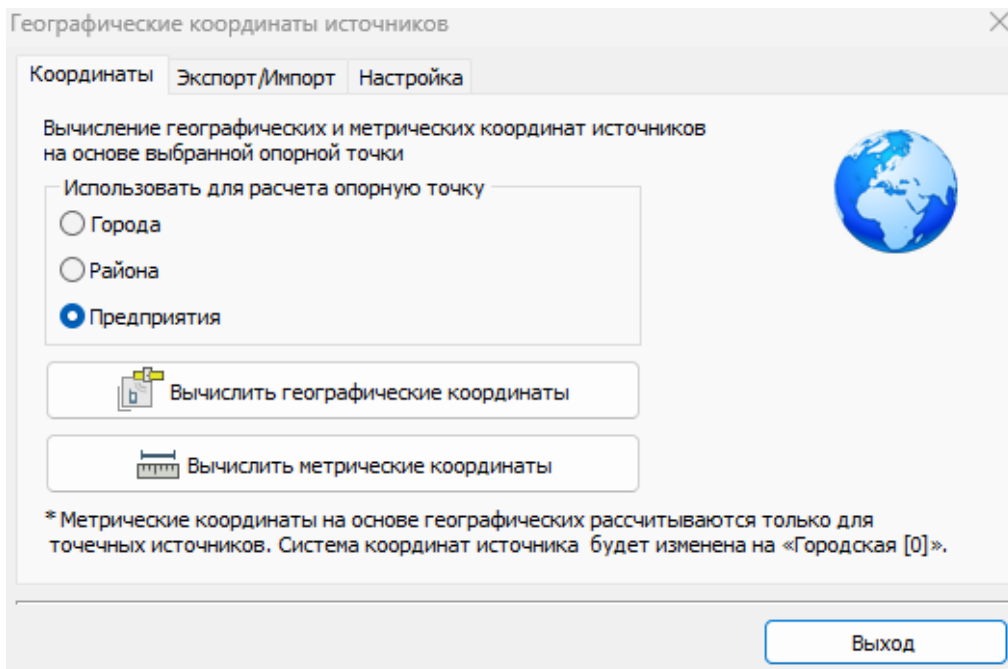 Географические координаты источников
Координаты Экспорт/Импорт Настройка
Вычисление географических и метрических координат источников
на основе выбранной опорной точки
Использовать для расчета опорную точку
Города
Района
Предприятия
Вычислить географические координаты
Вычислить метрические координаты
* Метрические координаты на основе географических рассчитываются только для
точечных источников. Система координат источника будет изменена на «Городская [0]».
Выход